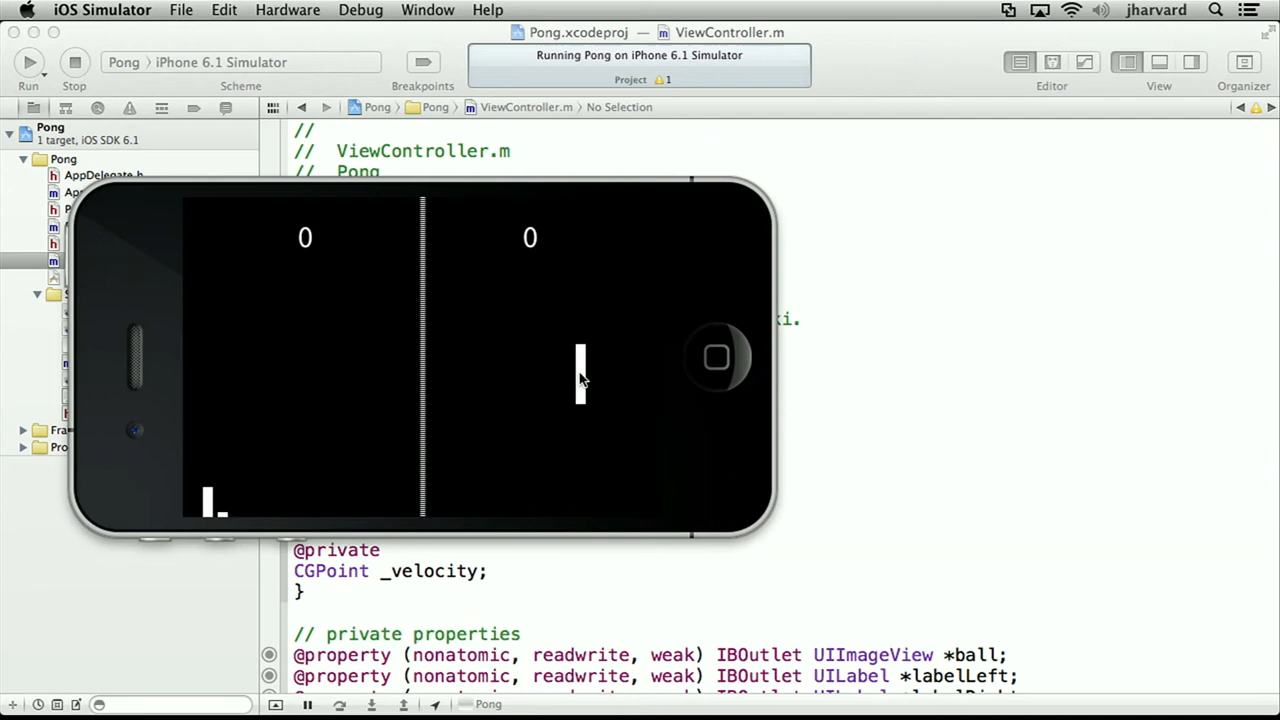 iOS Simulator File Edit Hardware Debug Window Help jharvard
Pong.xcodeproj — ViewController.m
Running Pong on iPhone 6.1 Simulator
Pong 〉 iPhone 6.1 Simulator
Project 1
Run Stop Scheme Breakpoints Editor View Organizer
Pong 〉 Pong 〉 ViewController.m 〉 No Selection
Pong
1 target, iOS SDK 6.1
Pong
AppDelegate.h
//
// ViewController.m
// Pong
0 0
ki.
@private
CGPoint _velocity;
}
// private properties
@property (nonatomic, readwrite, weak) IBOutlet UIImageView *ball;
@property (nonatomic, readwrite, weak) IBOutlet UILabel *labelLeft;
Pong